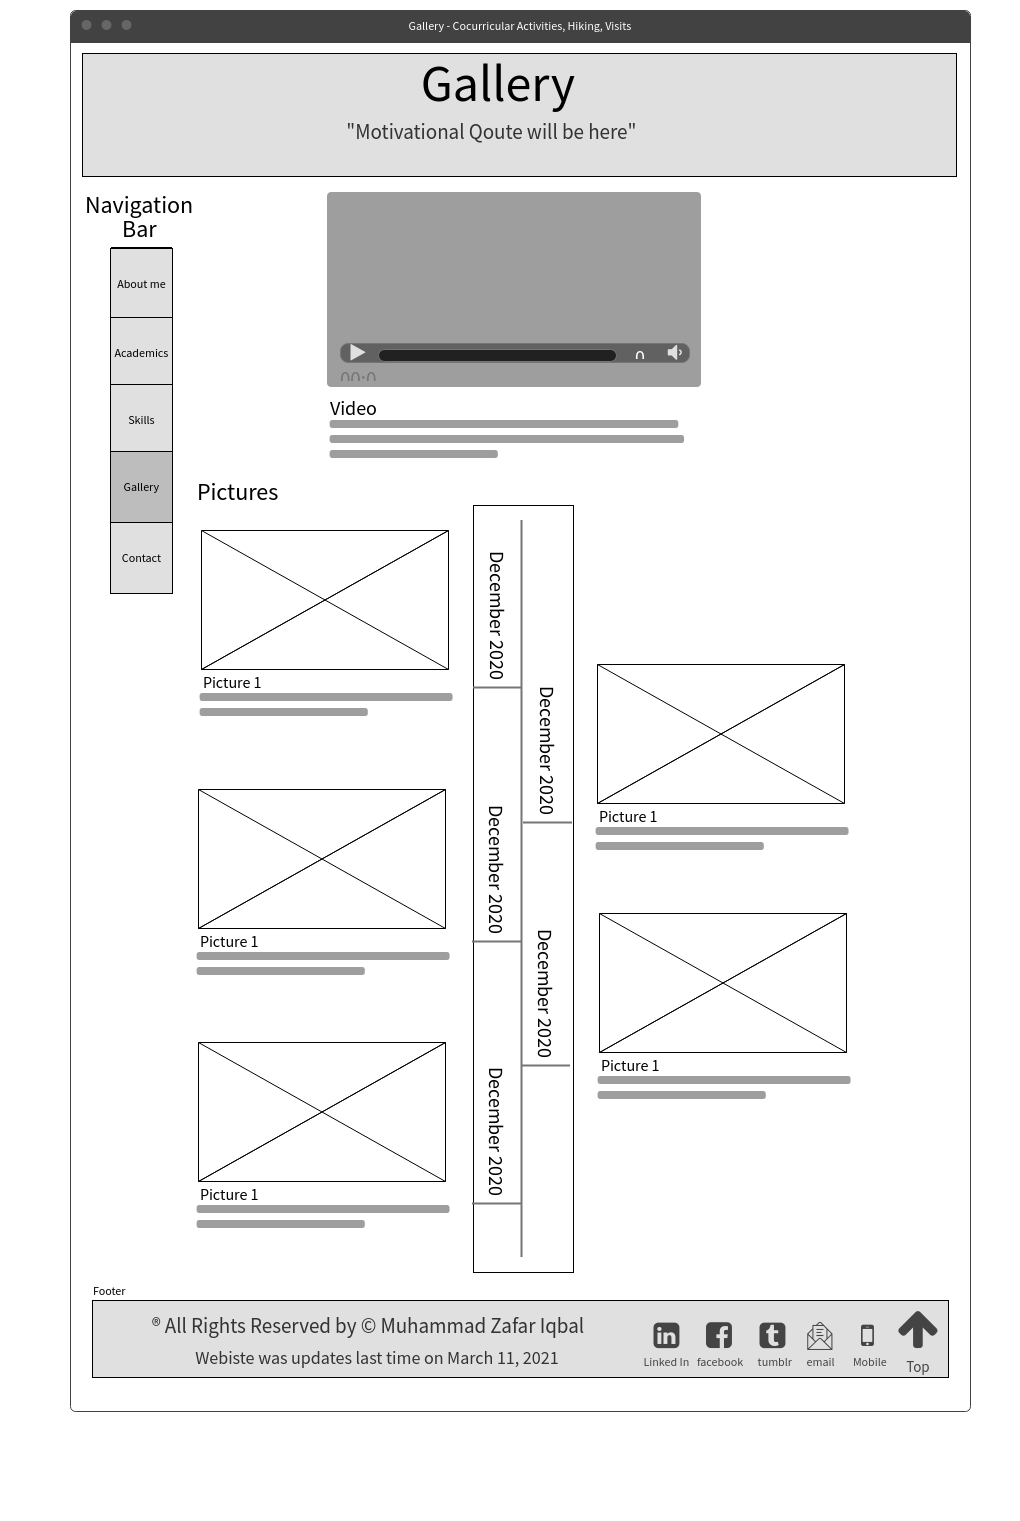 Gallery - Cocurricular Activities, Hiking, Visits
Gallery
"Motivational Qoute will be here"
Navigation
Bar
About me
Academics
Skills
Gallery
Contact
Video
Pictures
December 2020
Picture 1
December 2020
Picture 1
December 2020
Picture 1
December 2020
Picture 1
December 2020
Picture 1
Footer
® All Rights Reserved by © Muhammad Zafar Iqbal
Webiste was updates last time on March 11, 2021
Linked In
facebook
tumblr
email
Mobile
Top